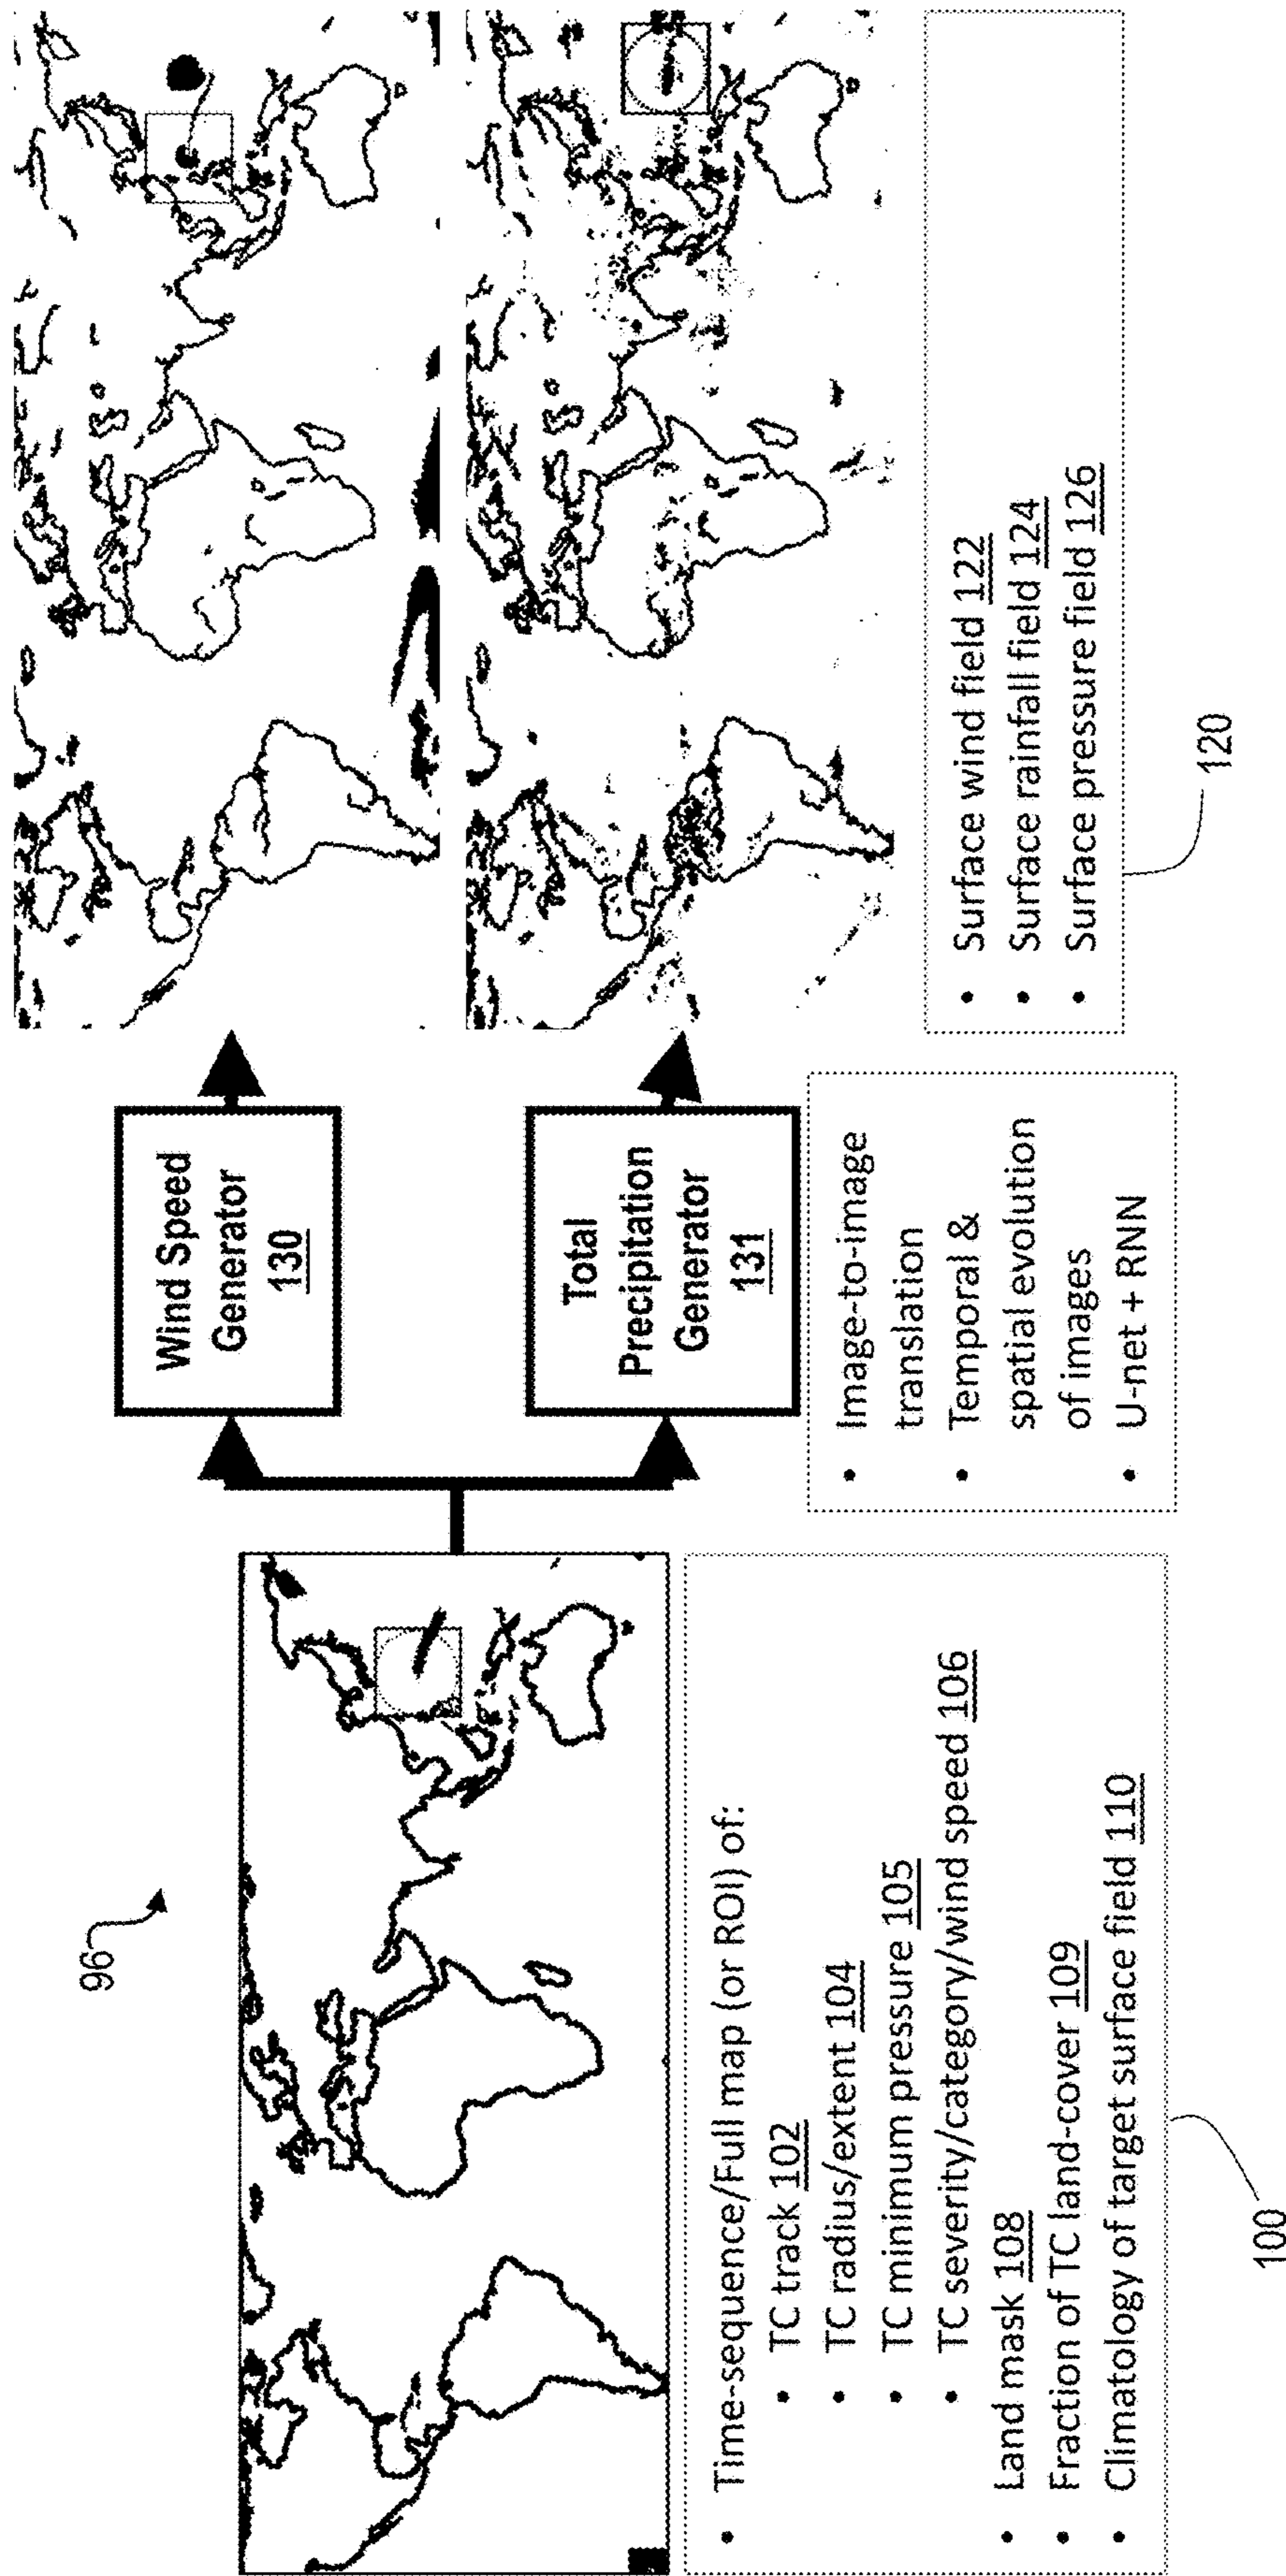 96
• Time-sequence/Full map (or ROI) of:
• TC track 102
• TC radius/extent 104
• TC minimum pressure 105
• TC severity/category/wind speed 106
• Land mask 108
• Fraction of TC land-cover 109
• Climatology of target surface field 110
100
Wind Speed
Generator
130
Total
Precipitation
Generator
131
• Image-to-image
translation
• Temporal &
spatial evolution
of images
• U-net + RNN
• Surface wind field 122
• Surface rainfall field 124
• Surface pressure field 126
120